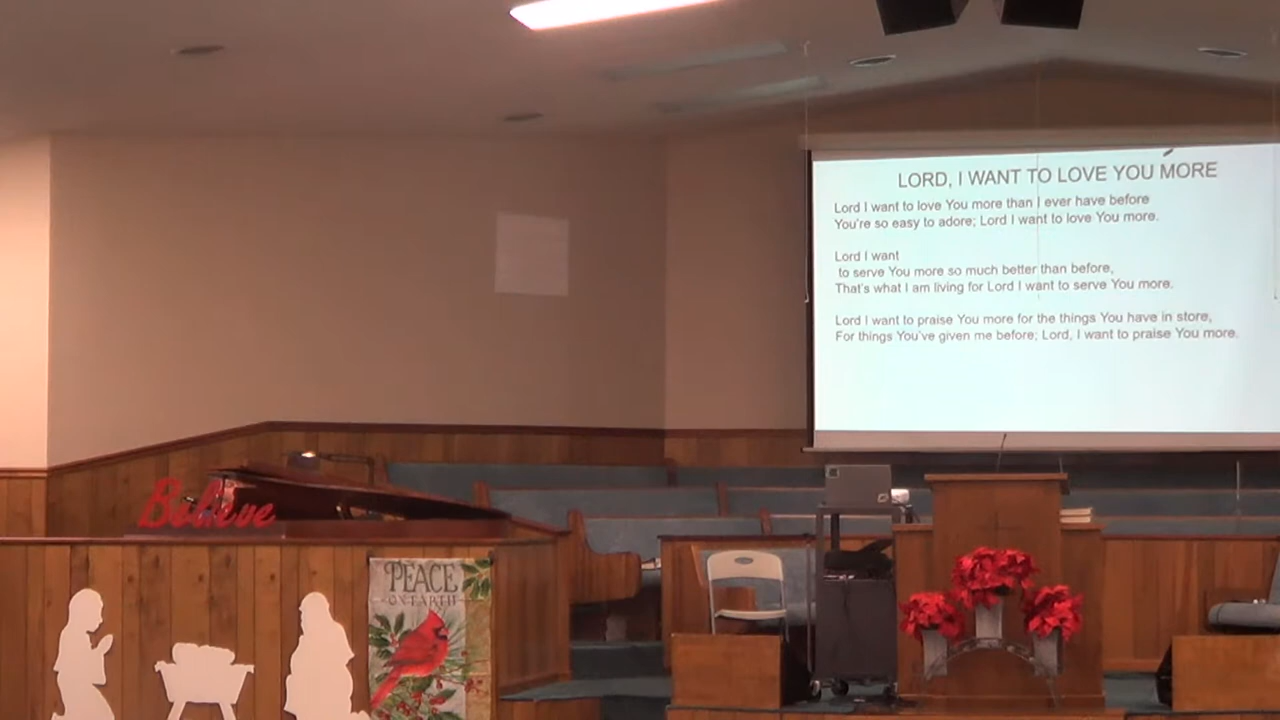 LORD, I WANT TO LOVE YOU MORE
Lord I want to love You more than I ever have before
You're so easy to adore; Lord I want to love You more.
Lord I want
to serve You more so much better than before,
That's what I am living for Lord I want to serve You more.
Lord I want to praise You more for the things You have in store,
For things You've given me before; Lord, I want to praise You more.
Believe
PEACE
ON EARTH